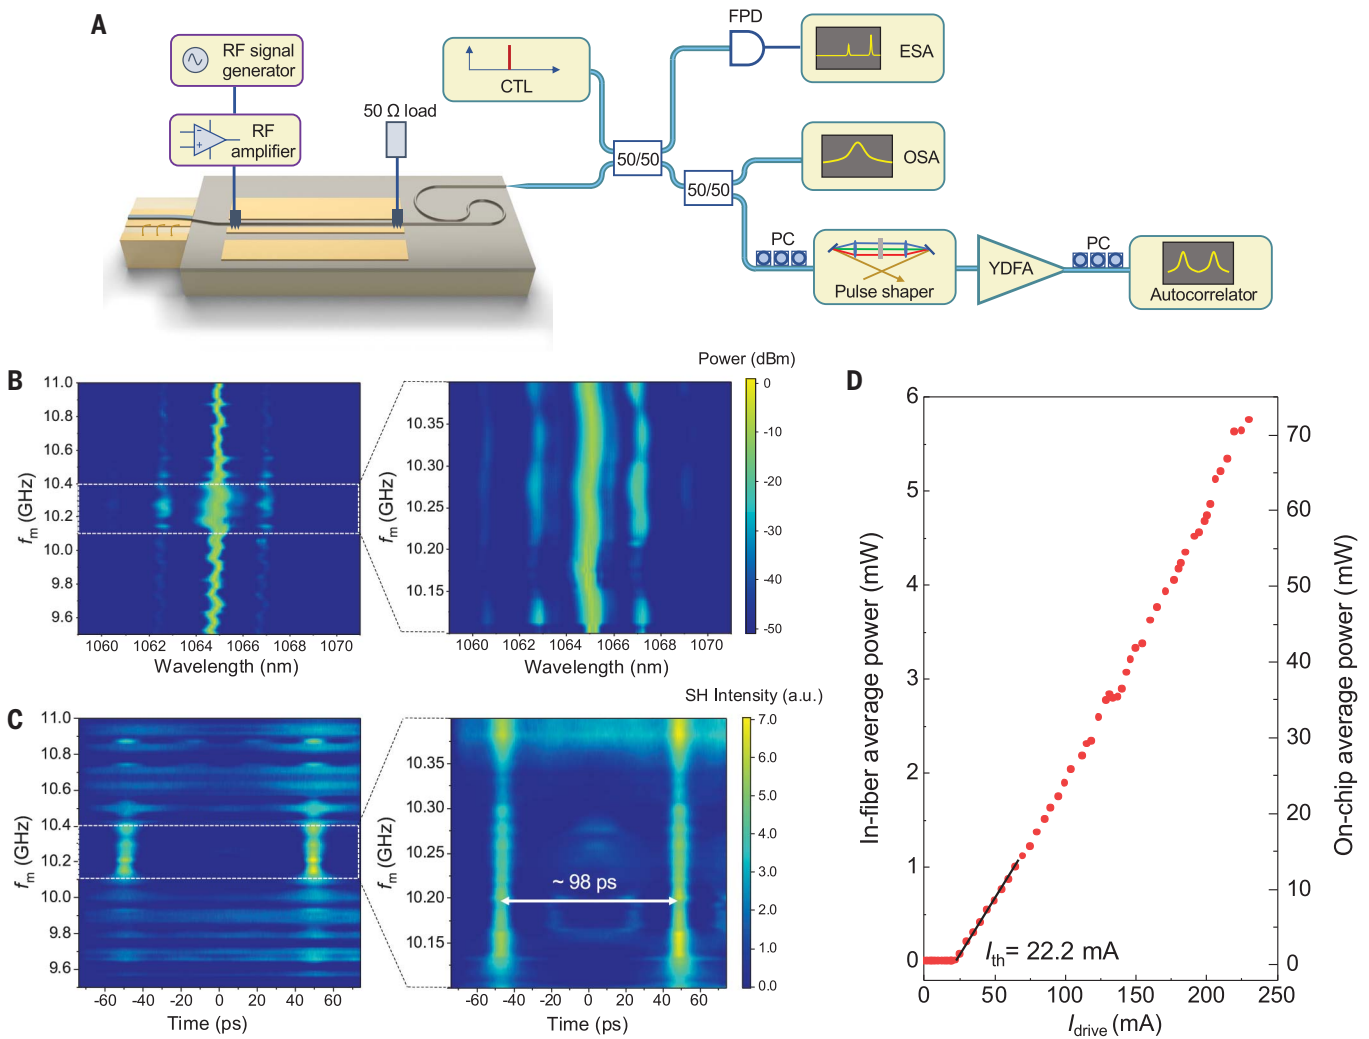 A
RF signal
generator
RF
amplifier
50 Ω load
CTL
50/50
50/50
FPD
ESA
OSA
PC
Pulse shaper
YDFA
PC
Autocorrelator
B
11.0
10.8
10.6
10.4
10.2
10.0
9.8
9.6
fm (GHz)
1060 1062 1064 1066 1068 1070
Wavelength (nm)
10.35
10.30
10.25
10.20
10.15
fm (GHz)
1060 1062 1064 1066 1068 1070
Wavelength (nm)
Power (dBm)
0
-10
-20
-30
-40
-50
C
11.0
10.8
10.6
10.4
10.2
10.0
9.8
9.6
fm (GHz)
-60 -40 -20 0 20 40 60
Time (ps)
10.35
10.30
10.25
10.20
10.15
fm (GHz)
~ 98 ps
-60 -40 -20 0 20 40 60
Time (ps)
SH Intensity (a.u.)
7.0
6.0
5.0
4.0
3.0
2.0
1.0
0.0
D
6
5
4
3
2
1
0
In-fiber average power (mW)
Ith= 22.2 mA
0 50 100 150 200 250
Idrive (mA)
70
60
50
40
30
20
10
0
On-chip average power (mW)